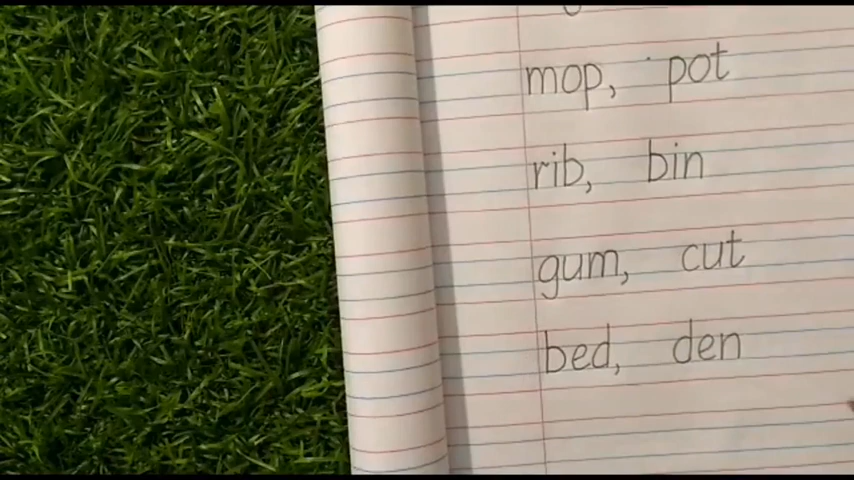 mop, pot
rib, bin
gum, cut
bed, den